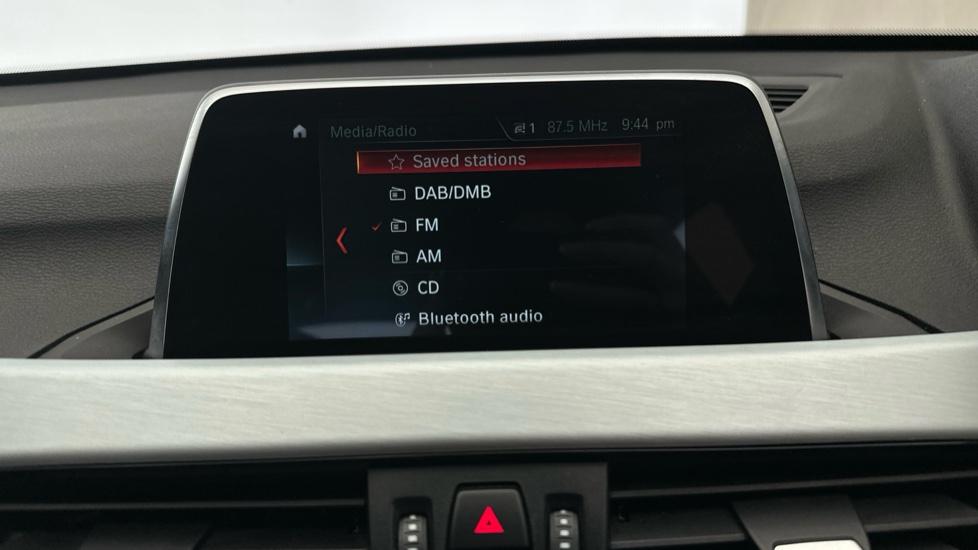 Media/Radio 1 87.5 MHz 9:44 pm
Saved stations
DAB/DMB
FM
AM
CD
Bluetooth audio